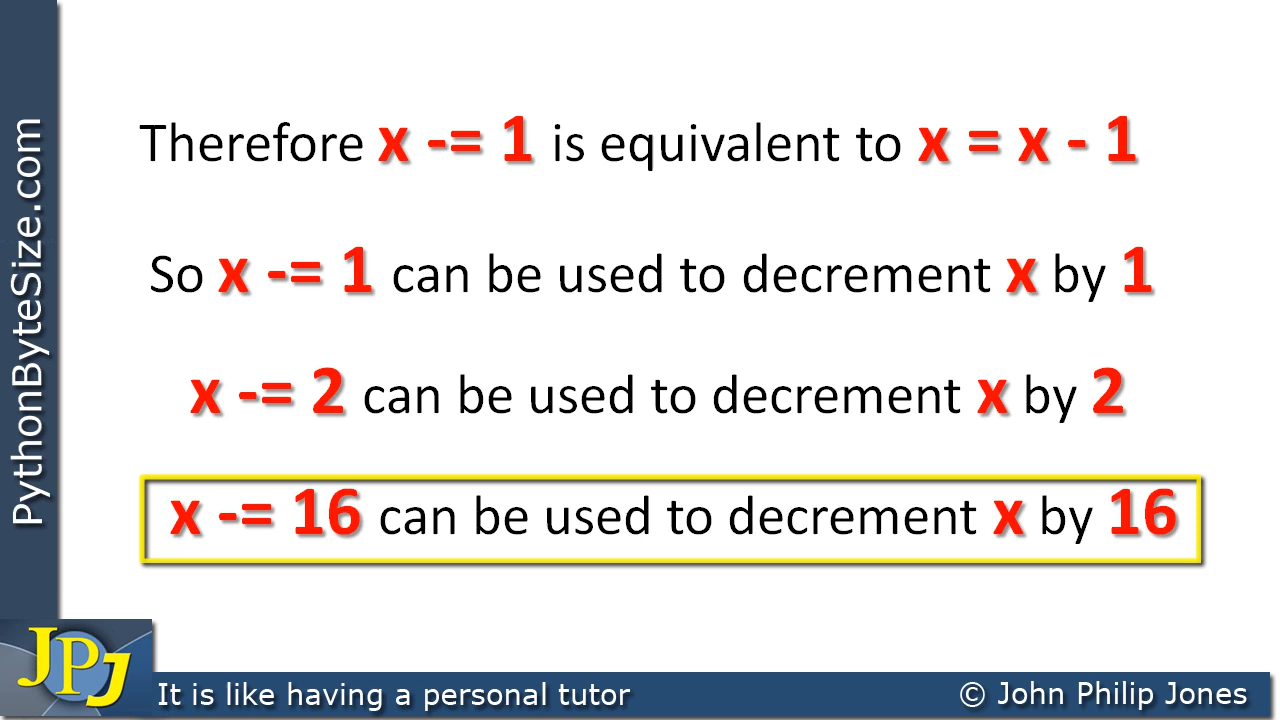 PythonByteSize.com
Therefore x -= 1 is equivalent to x = x - 1
So x -= 1 can be used to decrement x by 1
x -= 2 can be used to decrement x by 2
x -= 16 can be used to decrement x by 16
JPJ
It is like having a personal tutor
© John Philip Jones